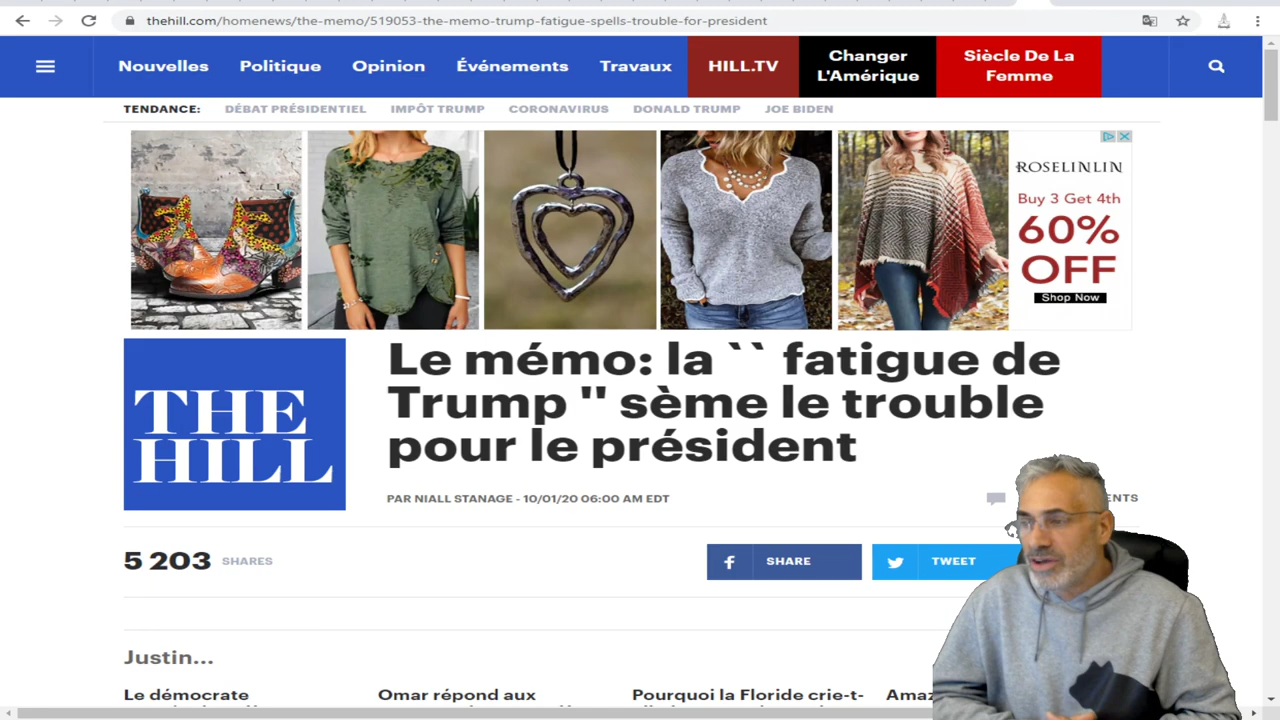 thehill.com/homenews/the-memo/519053-the-memo-trump-fatigue-spells-trouble-for-president
Nouvelles
Politique
Opinion
Événements
Travaux
HILL.TV
Changer
L'Amérique
Siècle De La
Femme
TENDANCE:
DÉBAT PRÉSIDENTIEL
IMPÔT TRUMP
CORONAVIRUS
DONALD TRUMP
JOE BIDEN
ROSELINLIN
Buy 3 Get 4th
60%
OFF
Shop Now
THE
HILL
Le mémo: la `` fatigue de
Trump '' sème le trouble
pour le président
PAR NIALL STANAGE - 10/01/20 06:00 AM EDT
5 203 SHARES
SHARE
TWEET
Justin...
Le démocrate
Omar répond aux
Pourquoi la Floride crie-t-